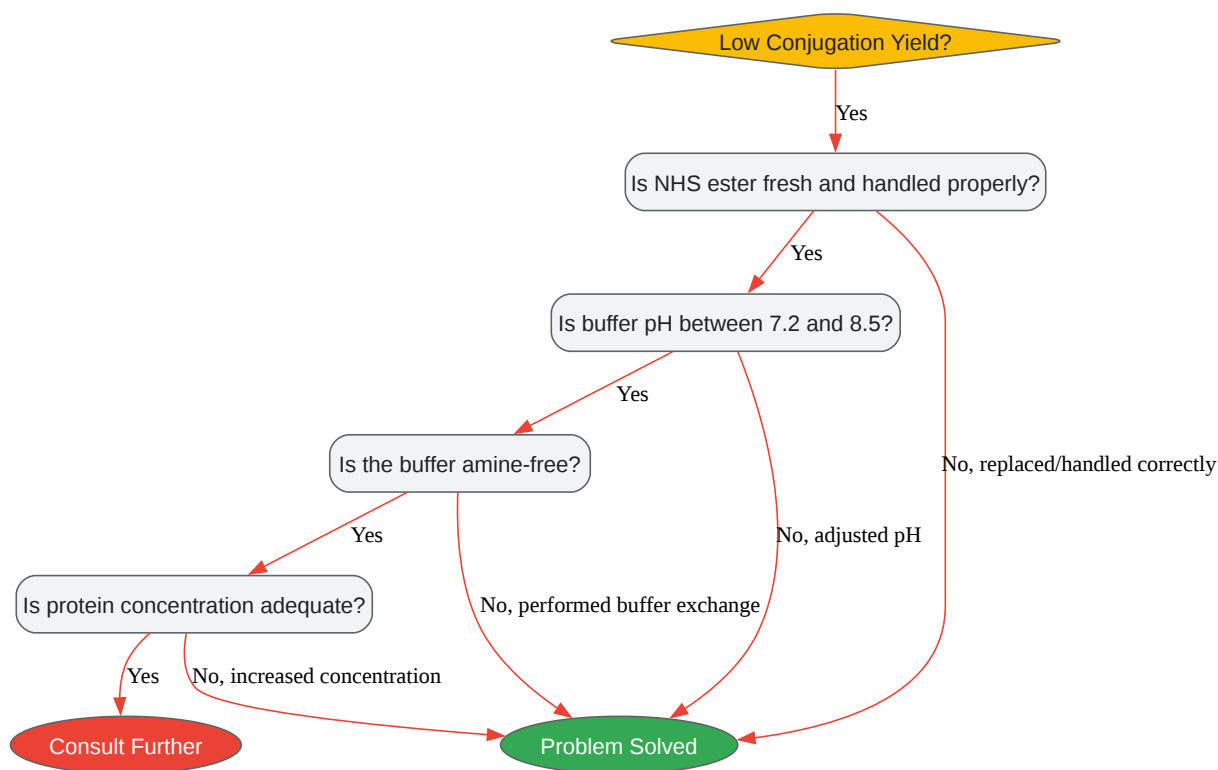 Low Conjugation Yield?
Yes
Is NHS ester fresh and handled properly?
Yes
Is buffer pH between 7.2 and 8.5?
Yes
Is the buffer amine-free?
No, replaced/handled correctly
Yes
No, adjusted pH
Is protein concentration adequate?
No, performed buffer exchange
Yes
No, increased concentration
Consult Further
Problem Solved